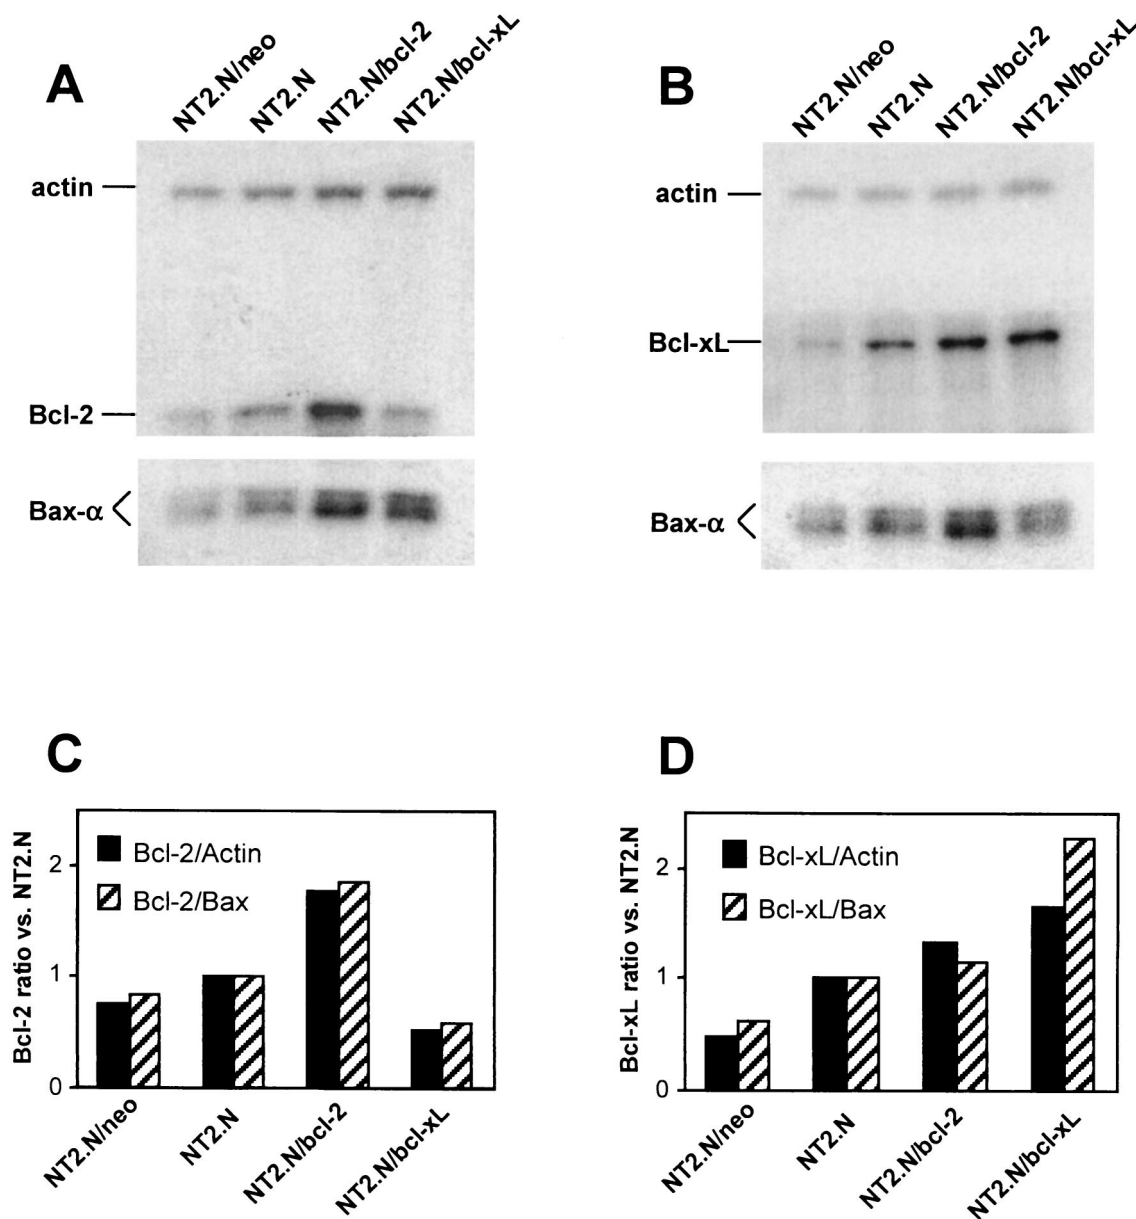 A
NT2.N/neo
NT2.N
NT2.N/bcl-2
NT2.N/bcl-xL
actin
Bcl-2
Bax-α
B
NT2.N/neo
NT2.N
NT2.N/bcl-2
NT2.N/bcl-xL
actin
Bcl-xL
Bax-α
C
Bcl-2 ratio vs. NT2.N
2
1
0
Bcl-2/Actin
Bcl-2/Bax
NT2.N/neo
NT2.N
NT2.N/bcl-2
NT2.N/bcl-xL
D
Bcl-xL ratio vs. NT2.N
2
1
0
Bcl-xL/Actin
Bcl-xL/Bax
NT2.N/neo
NT2.N
NT2.N/bcl-2
NT2.N/bcl-xL